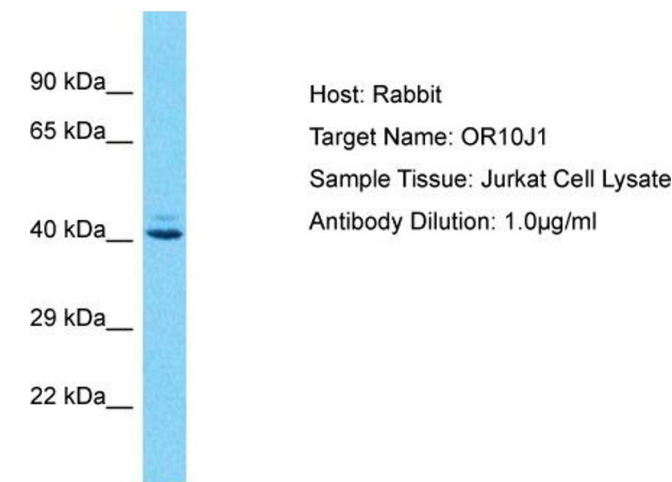 90 kDa
65 kDa
40 kDa
29 kDa
22 kDa
Host: Rabbit
Target Name: OR10J1
Sample Tissue: Jurkat Cell Lysate
Antibody Dilution: 1.0µg/ml